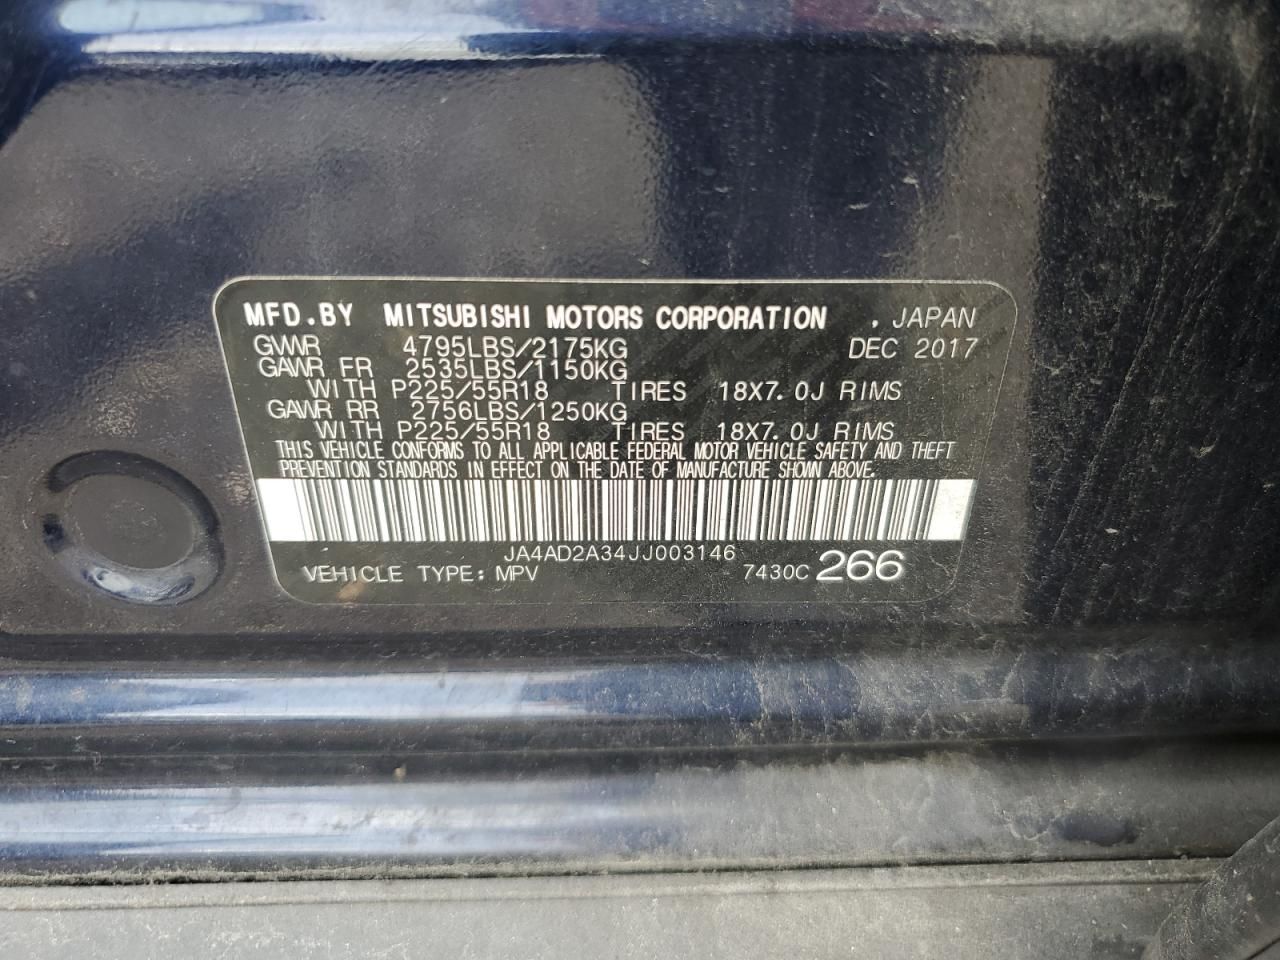 MFD.BY MITSUBISHI MOTORS CORPORATION , JAPAN
GWWR 4795LBS/2175KG DEC 2017
GAWR FR 2535LBS/1150KG
WITH P225/55R18 TIRES 18X7.0J RIMS
GAWR RR 2756LBS/1250KG
WITH P225/55R18 TIRES 18X7.0J RIMS
THIS VEHICLE CONFORMS TO ALL APPLICABLE FEDERAL MOTOR VEHICLE SAFETY AND THEFT
PREVENTION STANDARDS IN EFFECT ON THE DATE OF MANUFACTURE SHOWN ABOVE.
JA4AD2A34JJ003146
VEHICLE TYPE: MPV 7430C 266